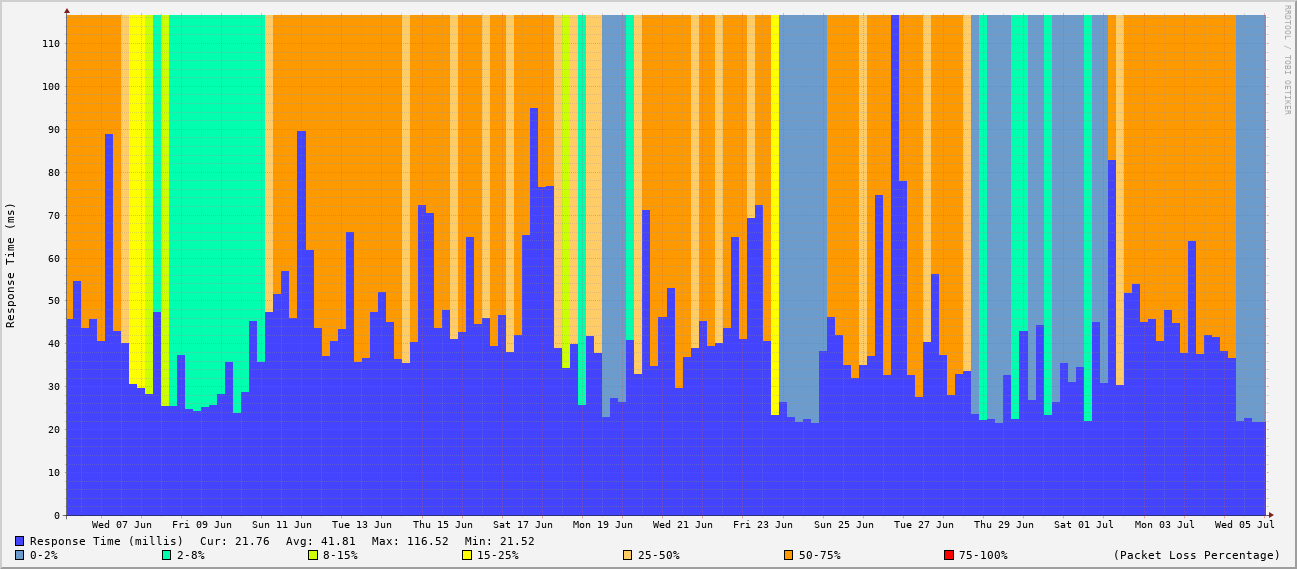 RRDTOOL / TOBI OETIKER
Response Time (ms)
110
100
90
80
70
60
50
40
30
20
10
0
Wed 07 Jun Fri 09 Jun Sun 11 Jun Tue 13 Jun Thu 15 Jun Sat 17 Jun Mon 19 Jun Wed 21 Jun Fri 23 Jun Sun 25 Jun Tue 27 Jun Thu 29 Jun Sat 01 Jul Mon 03 Jul Wed 05 Jul
Response Time (millis) Cur: 21.76 Avg: 41.81 Max: 116.52 Min: 21.52
0-2% 2-8% 8-15% 15-25% 25-50% 50-75% 75-100% (Packet Loss Percentage)